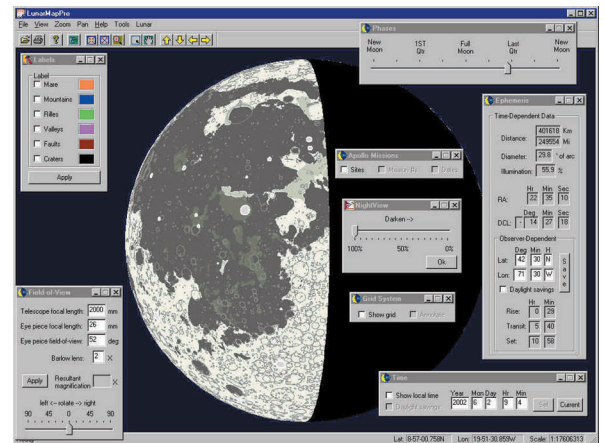 LunarMapPro
File View Zoom Pan Help Tools Lunar
Phases
New Moon 1ST Qtr Full Moon Last Qtr New Moon
Labels
Label
Mare
Mountains
Rilles
Valleys
Faults
Craters
Apply
Ephemeris
Time-Dependent Data
Distance: 401618 Km
249554 Mi
Diameter: 29.8 ' of arc
Illumination: 55.9 %
Hr Min Sec
RA: 22 35 10
Deg Min Sec
DCL: - 14 27 18
Observer-Dependent
Deg Min H.
Lat: 42 30 N
Lon: 71 30 W
Save
Daylight savings
Hr Min
Rise: 0 29
Transit: 5 40
Set: 10 58
Apollo Missions
Sites Dates
NightView
Darken -->
100% 50% 0%
Ok
Grid System
Show grid Annotate
Field-of-View
Telescope focal length: 2000 mm
Eye piece focal length: 26 mm
Eye peice field-of-view: 52 deg
Barlow lens: 2 X
Apply Resultant magnification X
left <-- rotate --> right
90 45 0 45 90
Time
Show local time
Daylight savings
Year Mon Day Hr Min
2002 6 2 9 4
Set Current
Lat: 8-57-00.758N Lon: 19-51-30.859W Scale: 1:17606313